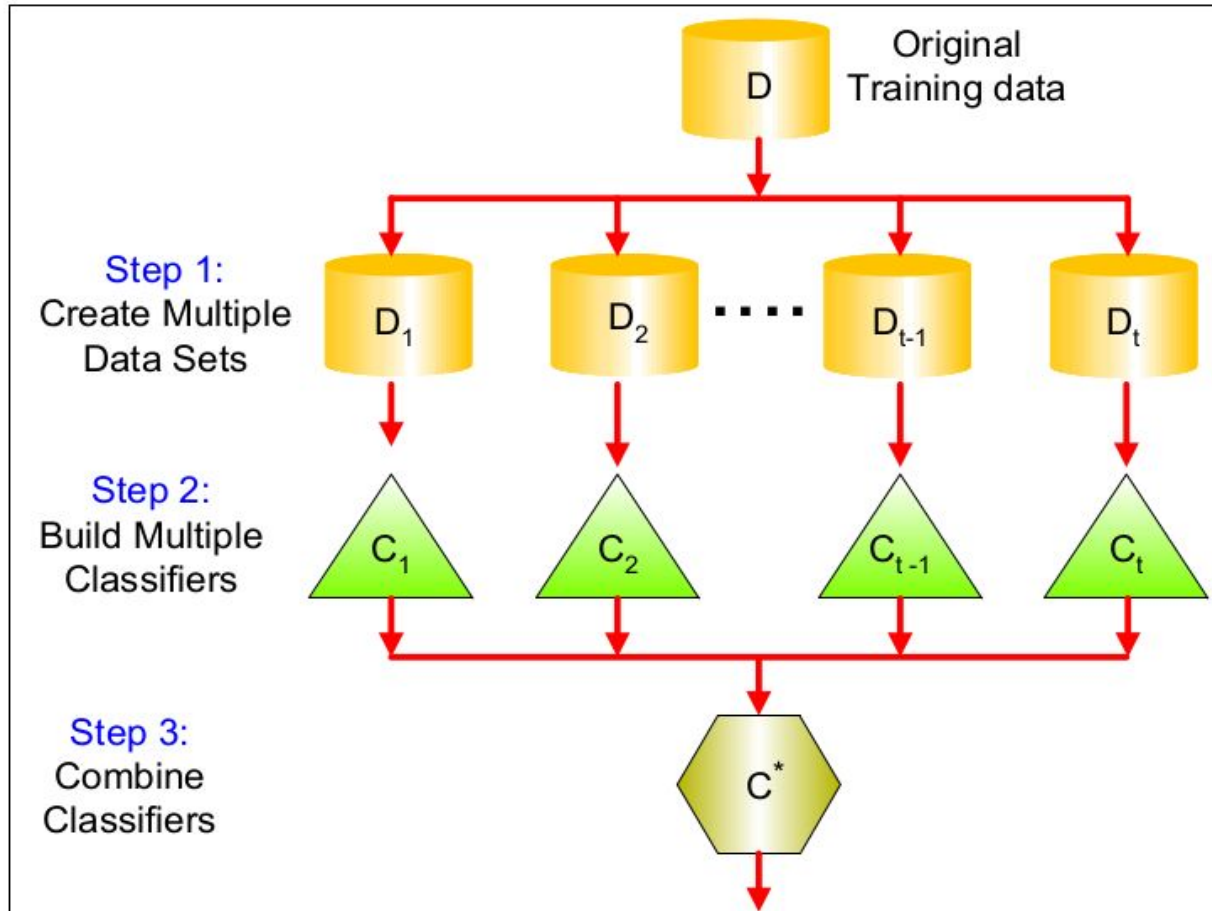 D
Original
Training data
Step 1:
Create Multiple
Data Sets
D₁
D₂
....
Dₜ₋₁
Dₜ
Step 2:
Build Multiple
Classifiers
C₁
C₂
Cₜ₋₁
Cₜ
Step 3:
Combine
Classifiers
C*